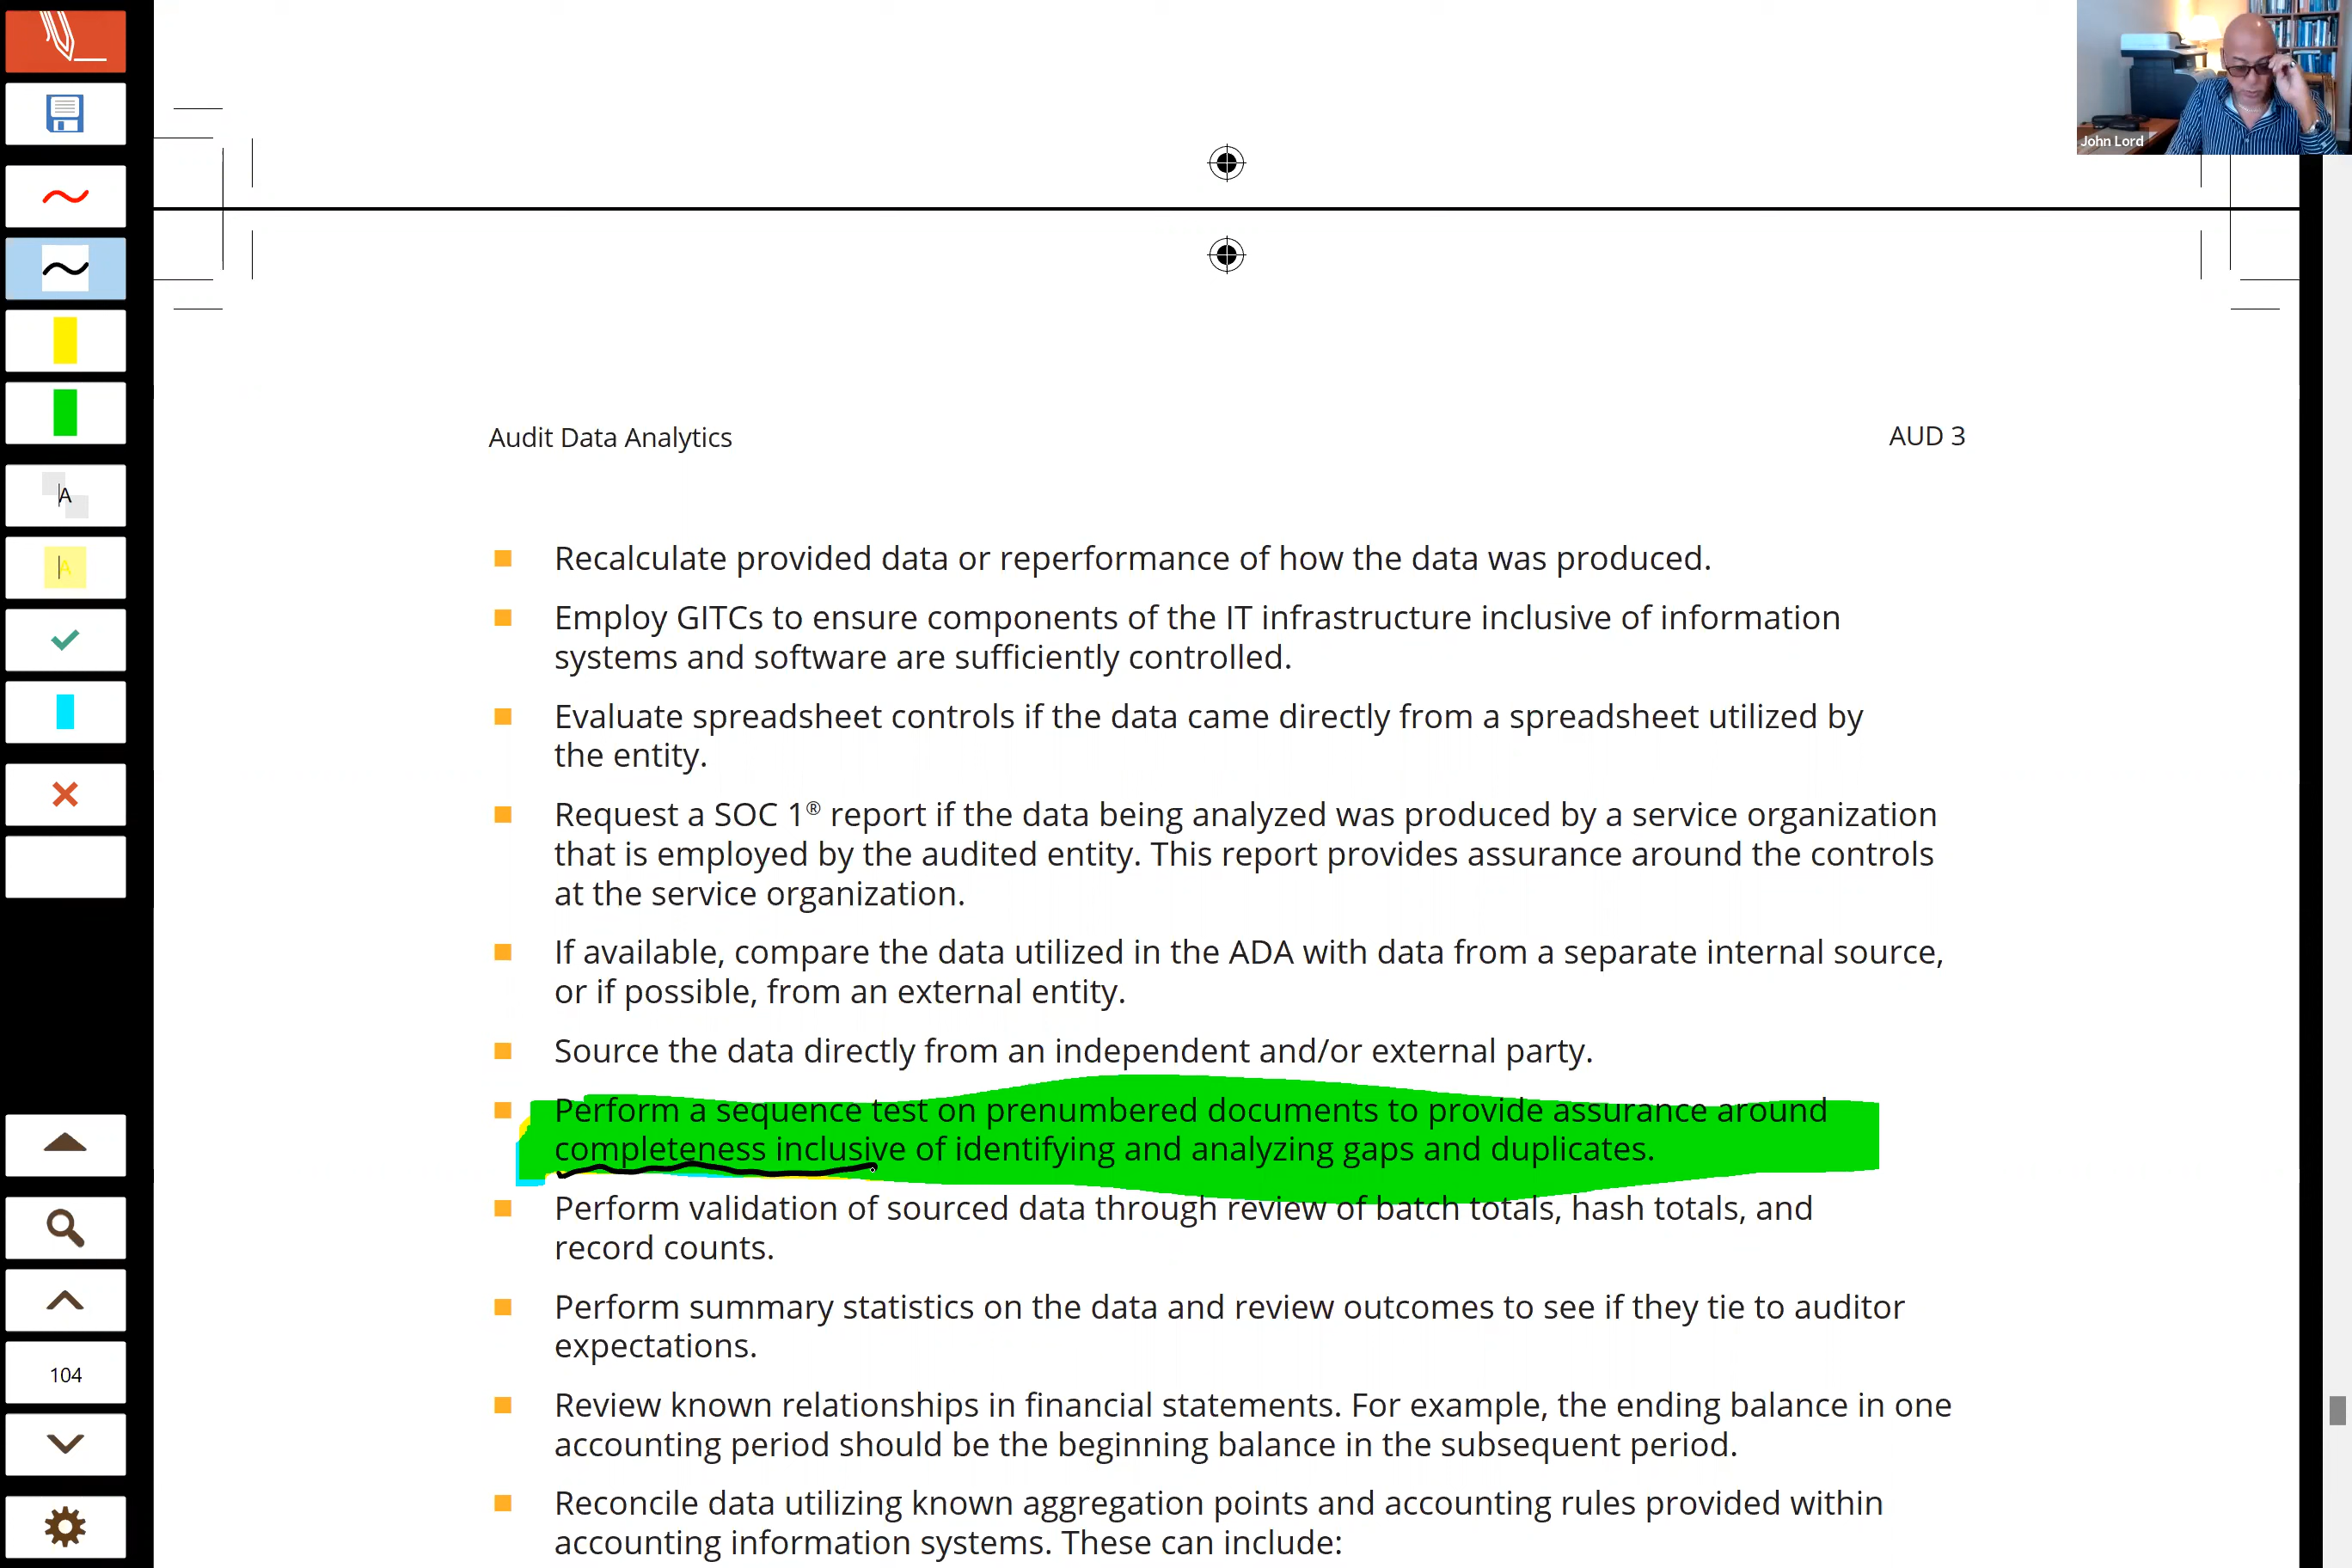 John Lord
Audit Data Analytics
AUD 3
Recalculate provided data or reperformance of how the data was produced.
Employ GITCs to ensure components of the IT infrastructure inclusive of information
systems and software are sufficiently controlled.
Evaluate spreadsheet controls if the data came directly from a spreadsheet utilized by
the entity.
Request a SOC 1® report if the data being analyzed was produced by a service organization
that is employed by the audited entity. This report provides assurance around the controls
at the service organization.
If available, compare the data utilized in the ADA with data from a separate internal source,
or if possible, from an external entity.
Source the data directly from an independent and/or external party.
Perform a sequence test on prenumbered documents to provide assurance around
completeness inclusive of identifying and analyzing gaps and duplicates.
Perform validation of sourced data through review of batch totals, hash totals, and
record counts.
Perform summary statistics on the data and review outcomes to see if they tie to auditor
expectations.
Review known relationships in financial statements. For example, the ending balance in one
accounting period should be the beginning balance in the subsequent period.
Reconcile data utilizing known aggregation points and accounting rules provided within
accounting information systems. These can include:
A
A
104